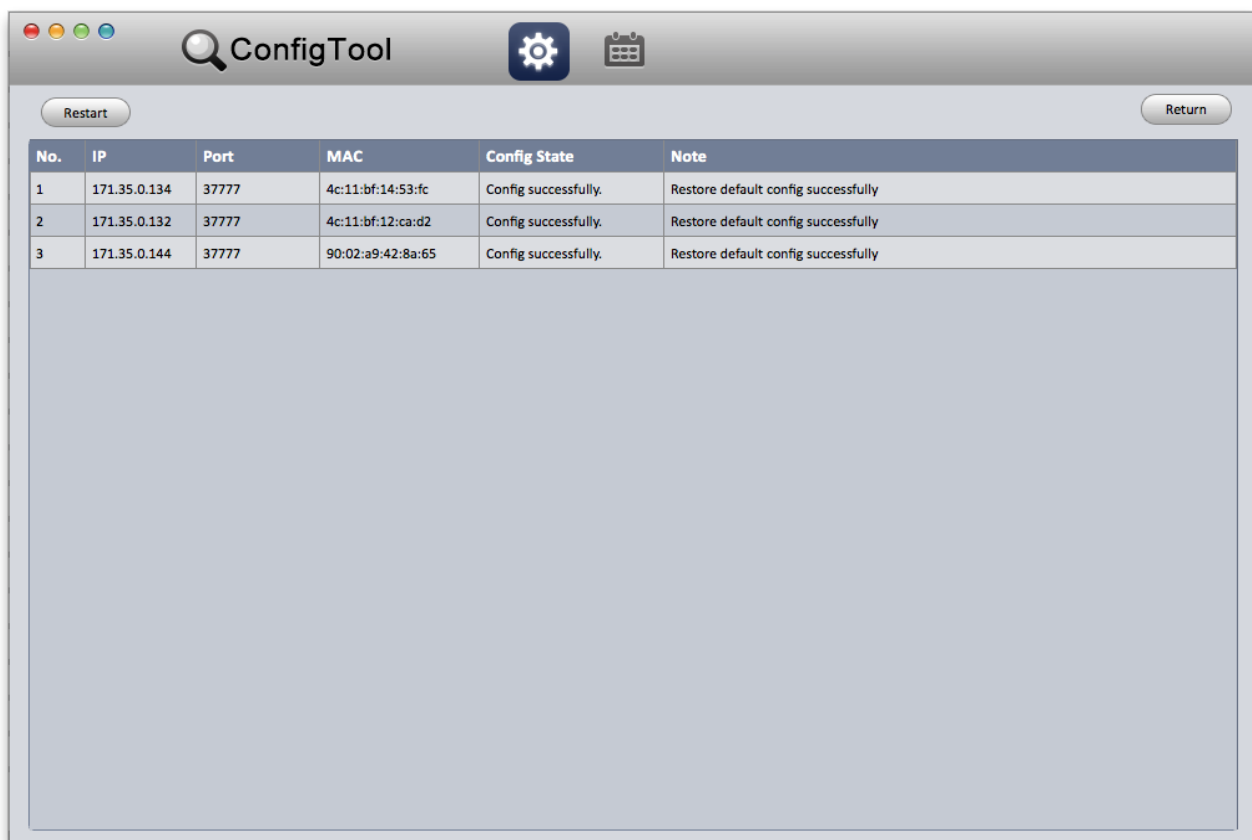 ConfigTool
Restart
Return
No. IP Port MAC Config State Note
1 171.35.0.134 37777 4c:11:bf:14:53:fc Config successfully. Restore default config successfully
2 171.35.0.132 37777 4c:11:bf:12:ca:d2 Config successfully. Restore default config successfully
3 171.35.0.144 37777 90:02:a9:42:8a:65 Config successfully. Restore default config successfully